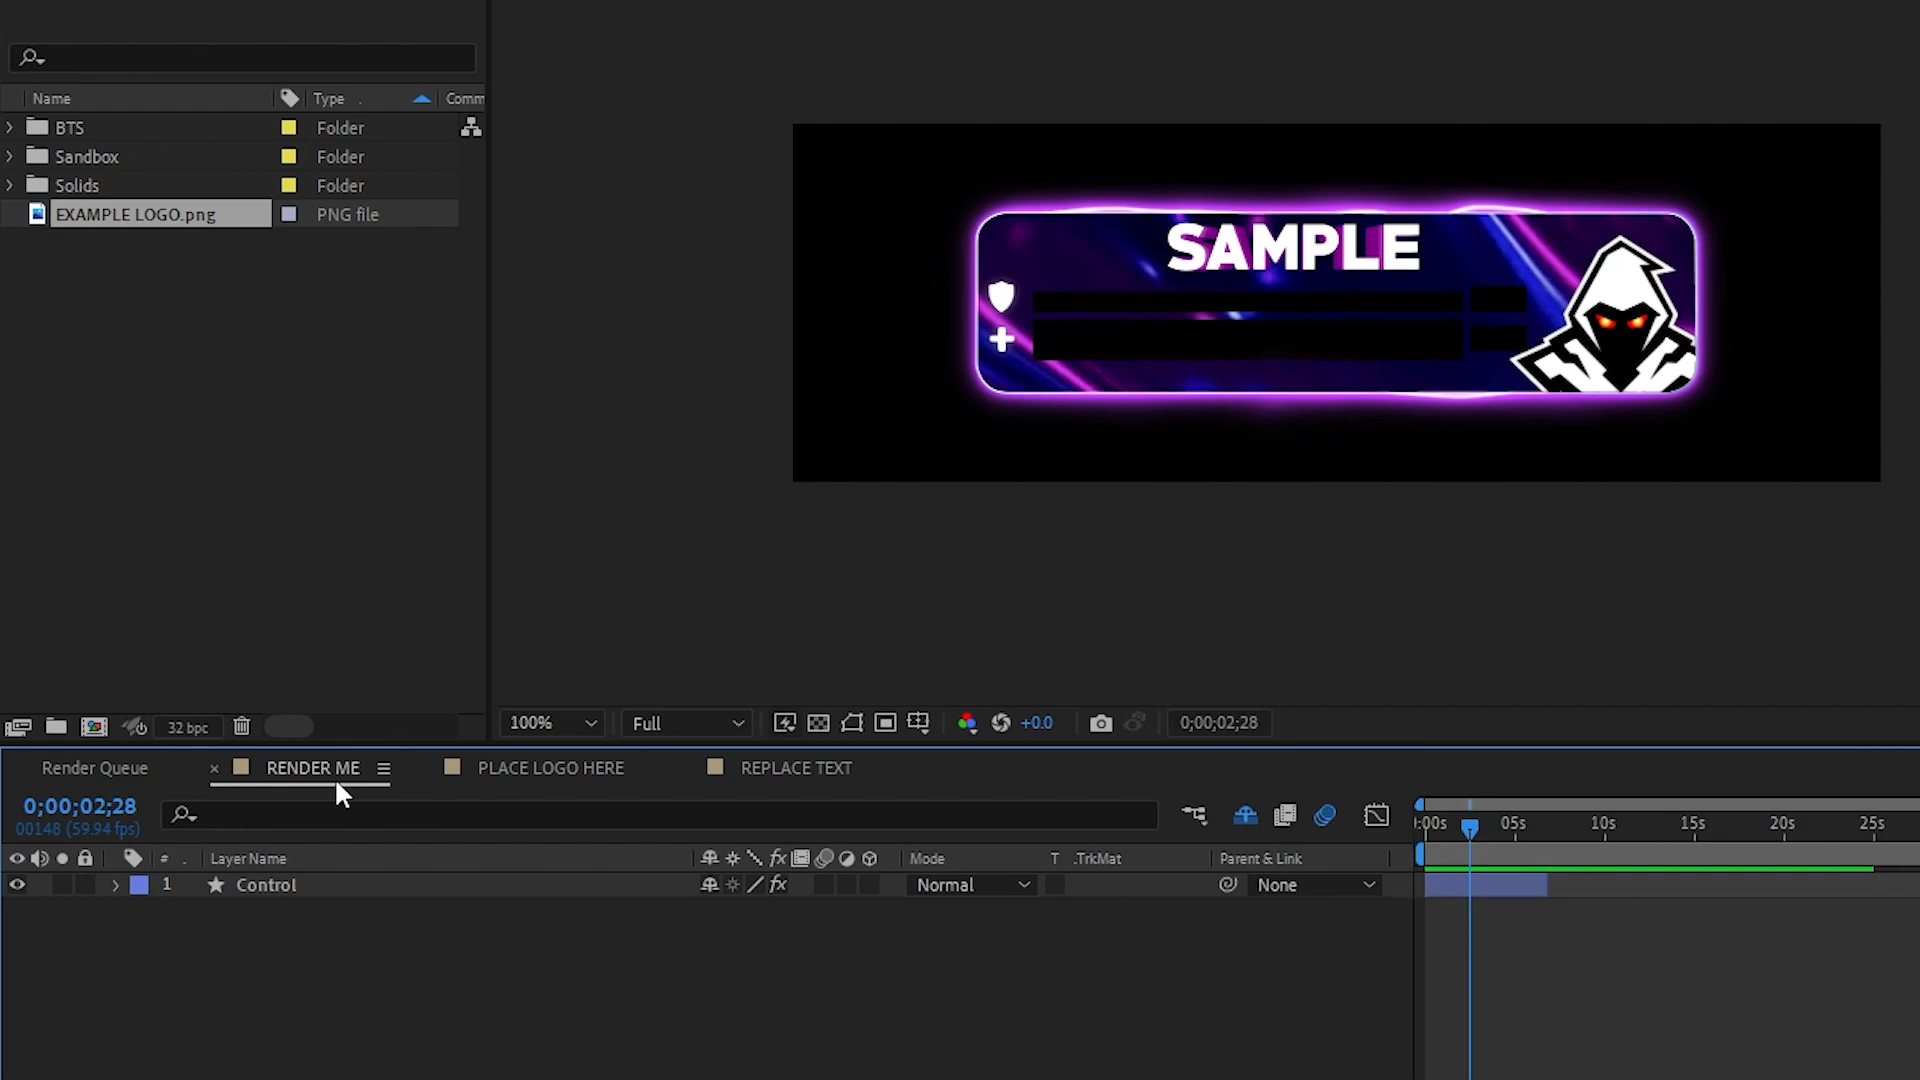 Name Type . Comm
BTS Folder
Sandbox Folder
Solids Folder
EXAMPLE LOGO.png PNG file
SAMPLE
32 bpc
100% Full +0.0 0;00;02;28
Render Queue × RENDER ME PLACE LOGO HERE REPLACE TEXT
0;00;02;28
00148 (59.94 fps)
:00s 05s 10s 15s 20s 25s
# . Layer Name fx Mode T .TrkMat Parent & Link
1 Control fx Normal None